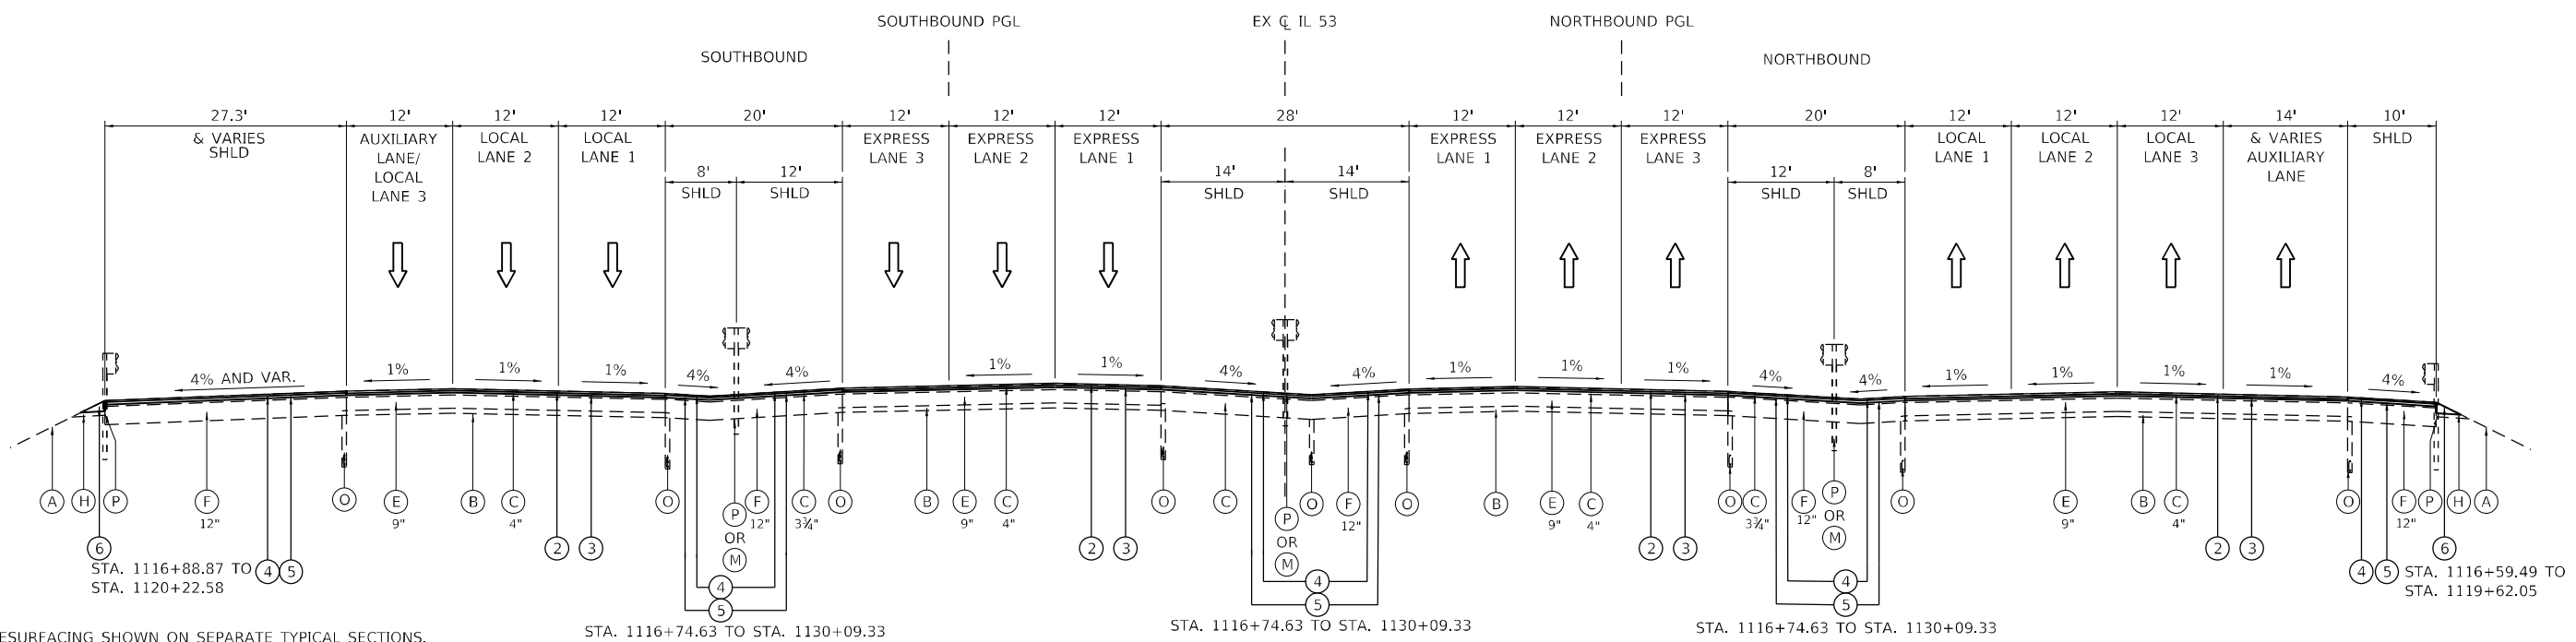 SOUTHBOUND PGL
EX ℄ IL 53
NORTHBOUND PGL
SOUTHBOUND
NORTHBOUND
27.3' 12' 12' 12' 20' 12' 12' 12' 28' 12' 12' 12' 20' 12' 12' 12' 14' 10'
& VARIES
SHLD
AUXILIARY
LANE/
LOCAL
LANE 3
LOCAL
LANE 2
LOCAL
LANE 1
8'
SHLD
12'
SHLD
EXPRESS
LANE 3
EXPRESS
LANE 2
EXPRESS
LANE 1
14'
SHLD
14'
SHLD
EXPRESS
LANE 1
EXPRESS
LANE 2
EXPRESS
LANE 3
12'
SHLD
8'
SHLD
LOCAL
LANE 1
LOCAL
LANE 2
LOCAL
LANE 3
& VARIES
AUXILIARY
LANE
SHLD
4% AND VAR. 1% 1% 1% 4% 4% 1% 1% 4% 4% 1% 1% 1% 4% 4% 1% 1% 1% 1% 4%
A H P F O E B C O P F C O B E C O C P O F O B E C O C F P O E B C O F P H A
12" 9" 4" 12" 3¾" 9" 4" 12" 9" 4" 3¾" 12" 9" 4" 12"
OR
M
OR
M
OR
M
6 2 3 2 3 2 3 2 3 6
STA. 1116+88.87 TO
STA. 1120+22.58
4 5
4
5
4
5
4
5
4 5
STA. 1116+59.49 TO
STA. 1119+62.05
STA. 1116+74.63 TO STA. 1130+09.33
STA. 1116+74.63 TO STA. 1130+09.33
STA. 1116+74.63 TO STA. 1130+09.33
ESURFACING SHOWN ON SEPARATE TYPICAL SECTIONS.